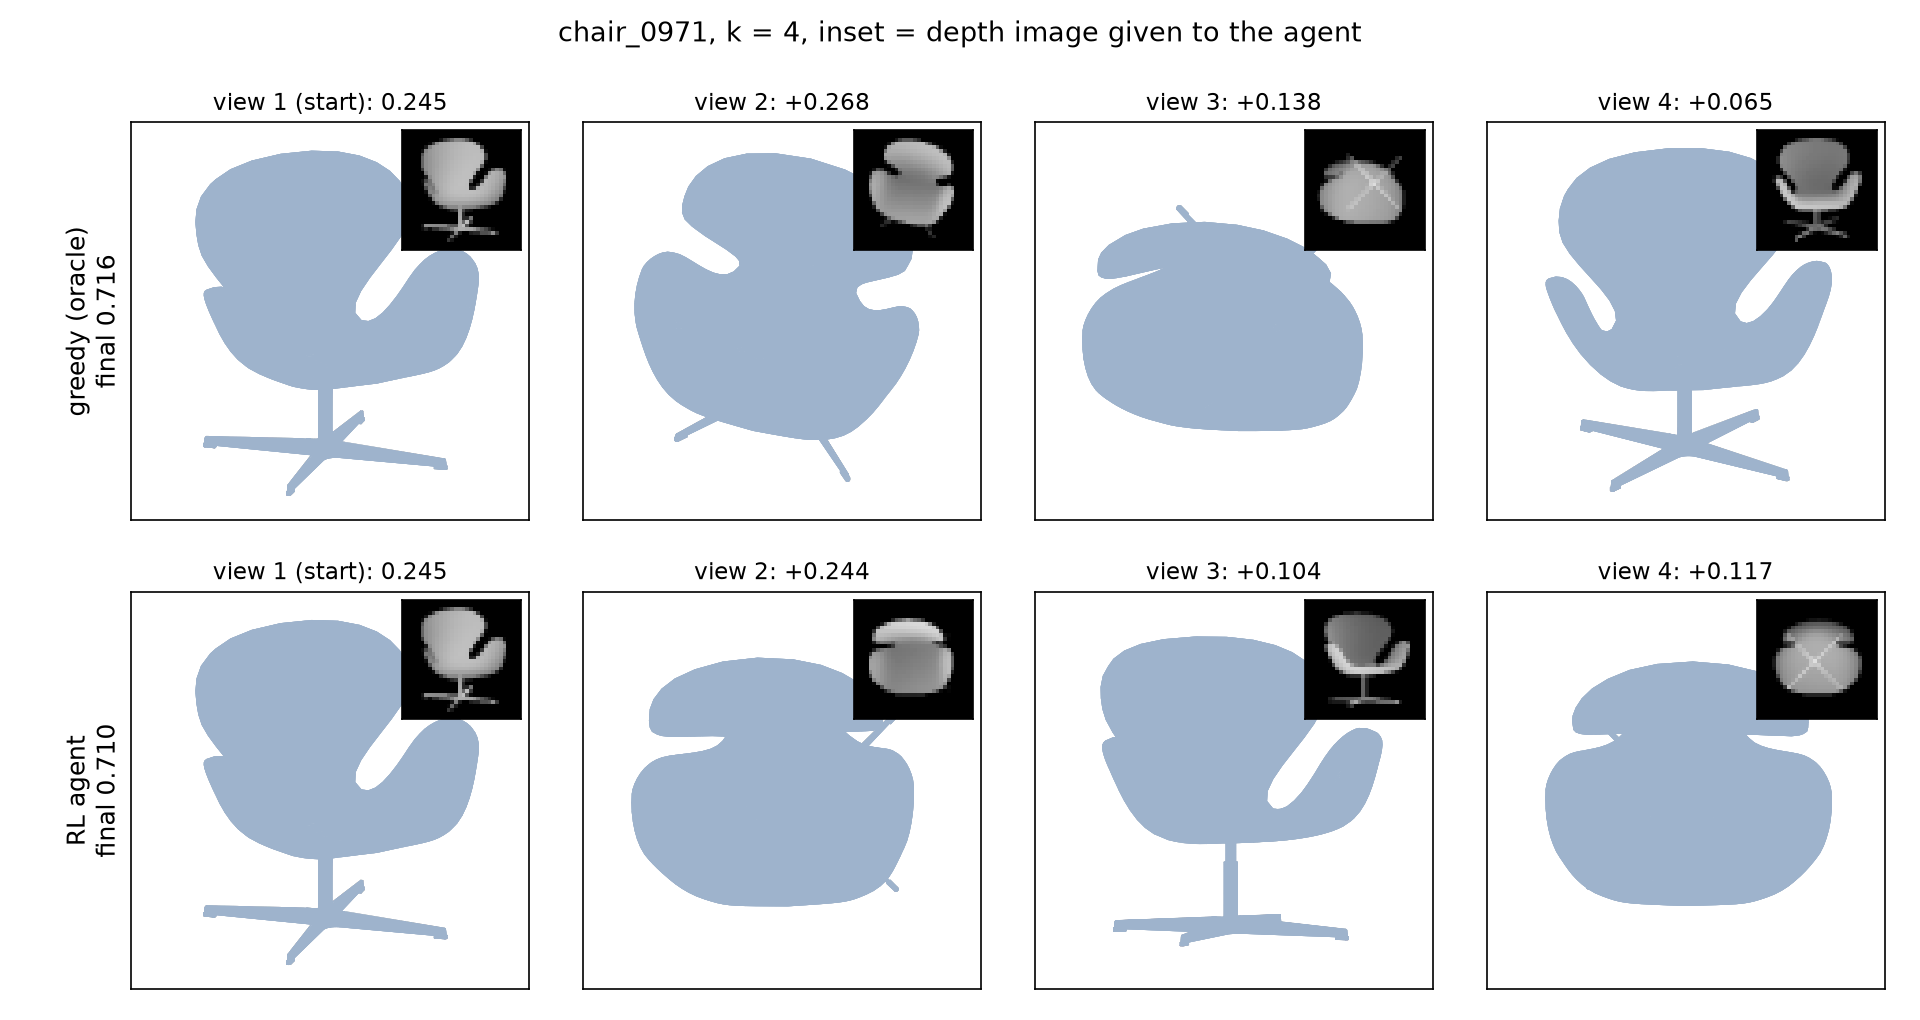 chair_0971, k = 4, inset = depth image given to the agent
view 1 (start): 0.245
view 2: +0.268
view 3: +0.138
view 4: +0.065
greedy (oracle)
final 0.716
view 1 (start): 0.245
view 2: +0.244
view 3: +0.104
view 4: +0.117
RL agent
final 0.710